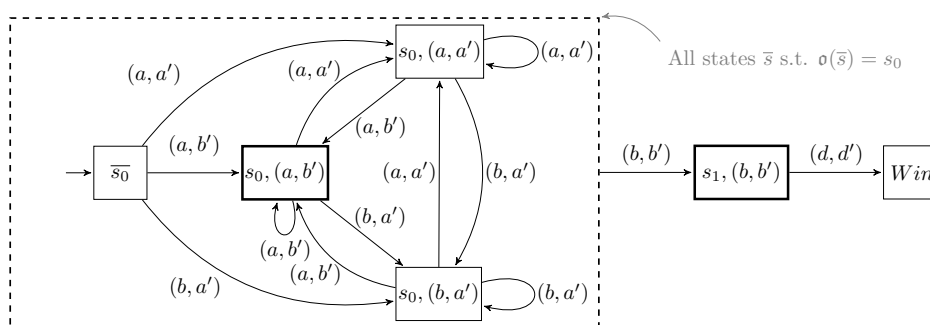 s₀, (a, a′)
(a, a′)
All states s̅ s.t. 𝔬(s̅) = s₀
(a, a′)
(a, a′)
(a, b′)
(a, b′)
(b, b′)
(d, d′)
s̅₀̅
s₀, (a, b′)
(a, a′)
(b, a′)
s₁, (b, b′)
Win
(b, a′)
(a, b′)
(a, b′)
(b, a′)
s₀, (b, a′)
(b, a′)